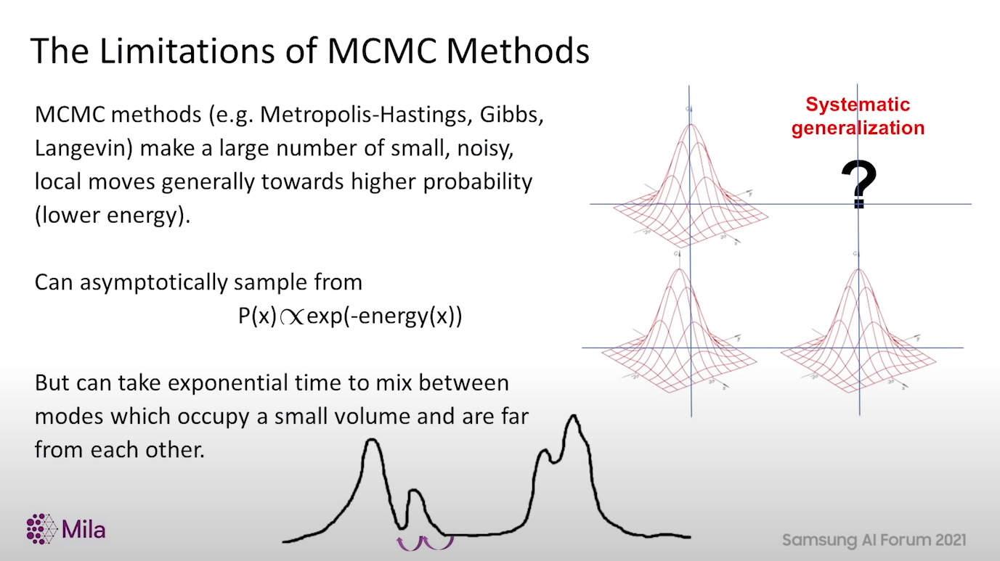 The Limitations of MCMC Methods
MCMC methods (e.g. Metropolis-Hastings, Gibbs,
Langevin) make a large number of small, noisy,
local moves generally towards higher probability
(lower energy).
Can asymptotically sample from
P(x)∝exp(-energy(x))
But can take exponential time to mix between
modes which occupy a small volume and are far
from each other.
Systematic
generalization
?
Mila
Samsung AI Forum 2021